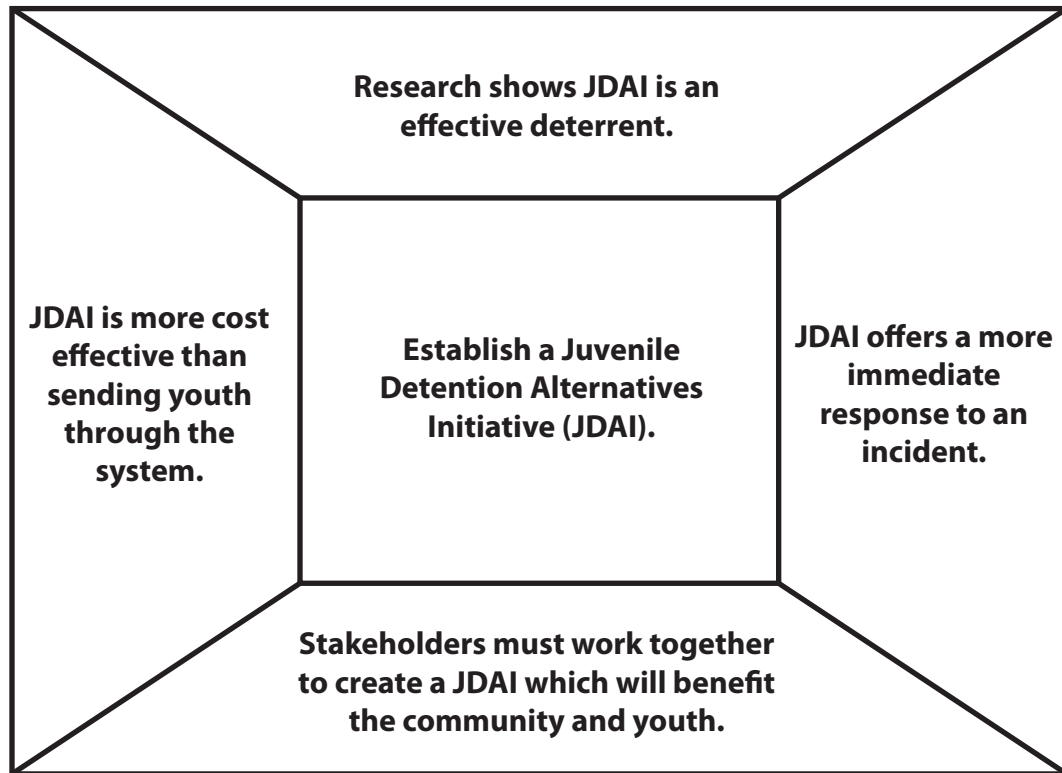 Research shows JDAI is an
effective deterrent.
JDAI is more cost
effective than
sending youth
through the
system.
Establish a Juvenile
Detention Alternatives
Initiative (JDAI).
JDAI offers a more
immediate
response to an
incident.
Stakeholders must work together
to create a JDAI which will benefit
the community and youth.